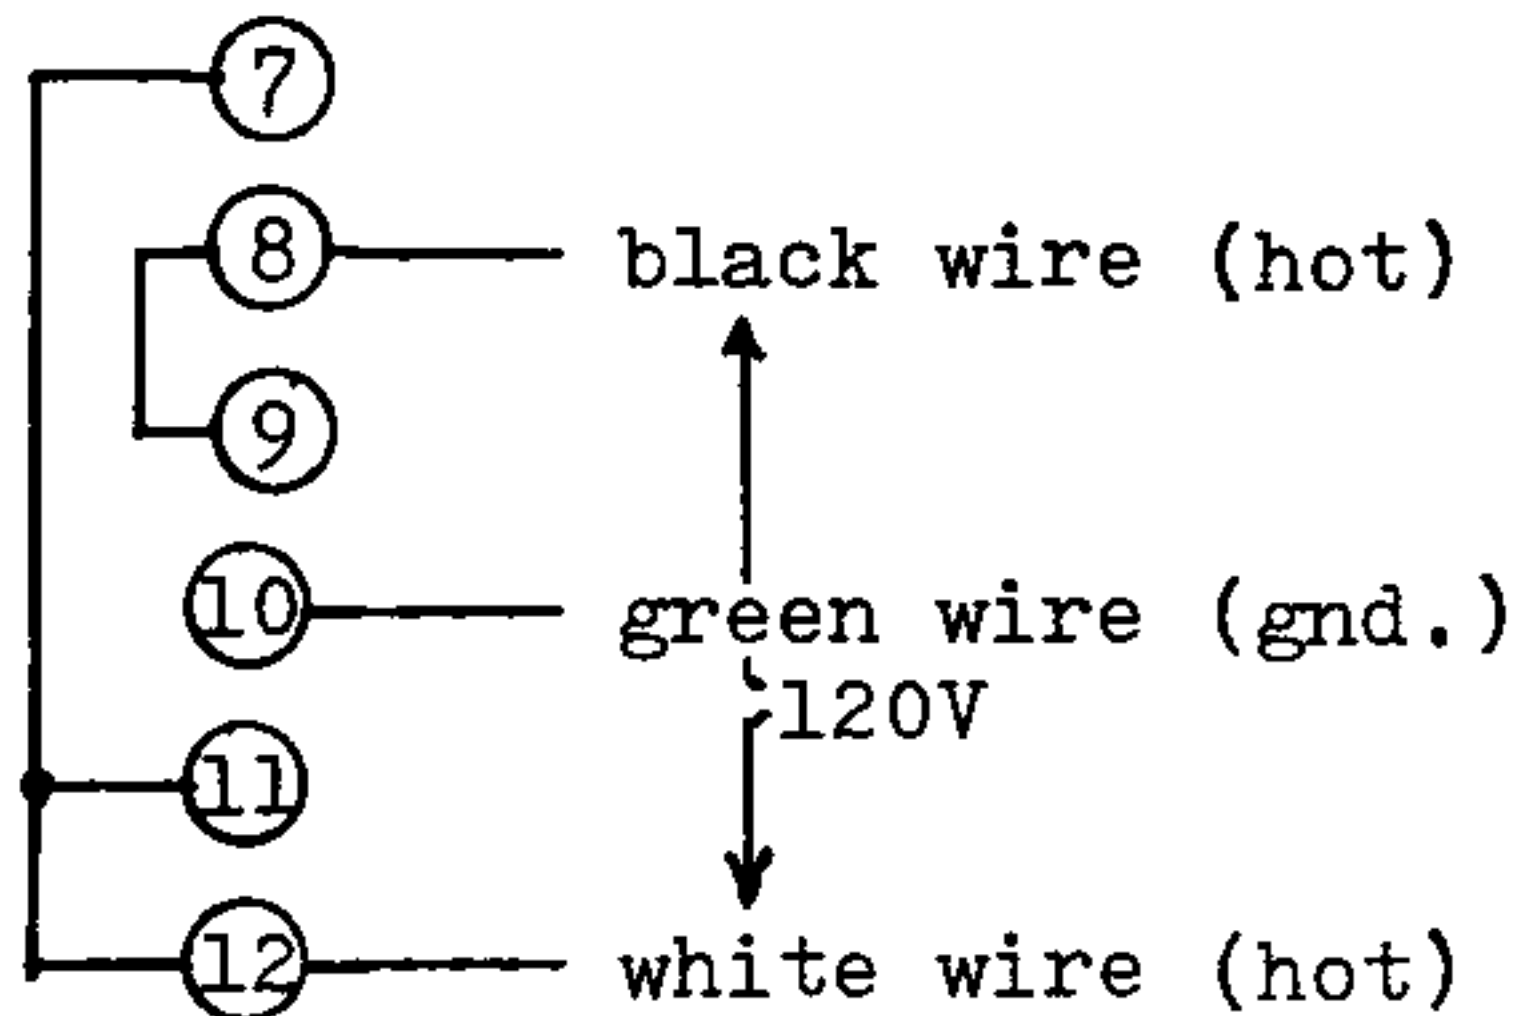 7
8 black wire (hot)
9
10 green wire (gnd.)
120V
11
12 white wire (hot)